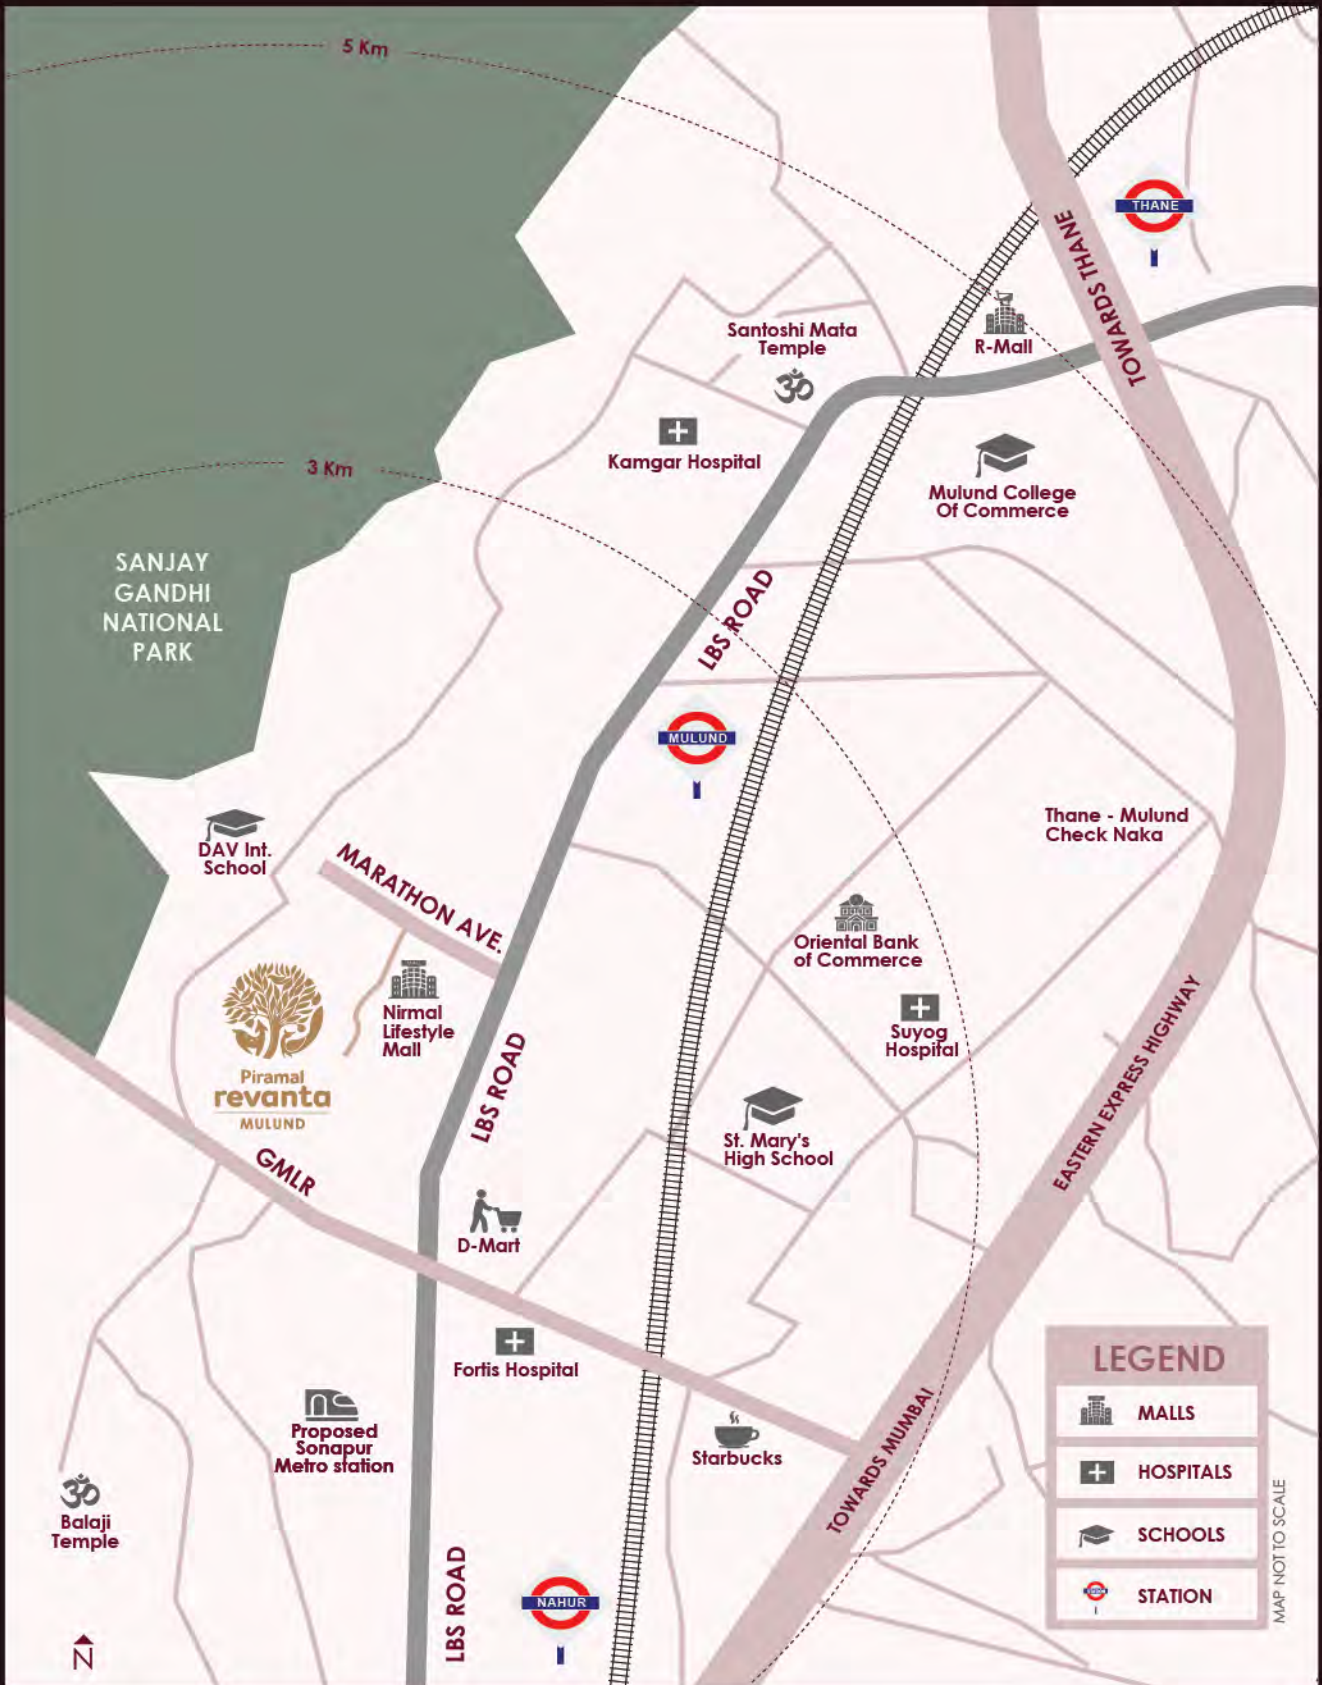 5 Km
THANE
TOWARDS THANE
Santoshi Mata
Temple
R-Mall
Kamgar Hospital
3 Km
Mulund College
Of Commerce
SANJAY
GANDHI
NATIONAL
PARK
LBS ROAD
MULUND
Thane - Mulund
Check Naka
DAV Int.
School
MARATHON AVE.
Oriental Bank
of Commerce
Nirmal
Lifestyle
Mall
Suyog
Hospital
EASTERN EXPRESS HIGHWAY
Piramal
revanta
MULUND
LBS ROAD
St. Mary's
High School
GMLR
D-Mart
Fortis Hospital
LEGEND
MALLS
HOSPITALS
SCHOOLS
STATION
MAP NOT TO SCALE
Proposed
Sonapur
Metro station
Starbucks
TOWARDS MUMBAI
ॐ
ॐ
Balaji
Temple
LBS ROAD
NAHUR
N